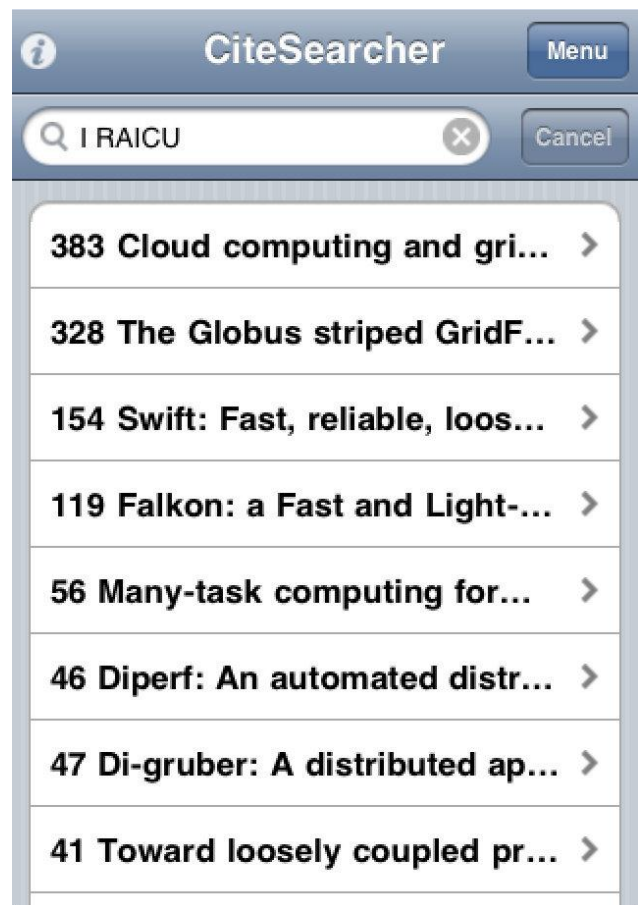 CiteSearcher
Menu
I RAICU
Cancel
383 Cloud computing and gri...
328 The Globus striped GridF...
154 Swift: Fast, reliable, loos...
119 Falkon: a Fast and Light-...
56 Many-task computing for...
46 Diperf: An automated distr...
47 Di-gruber: A distributed ap...
41 Toward loosely coupled pr...